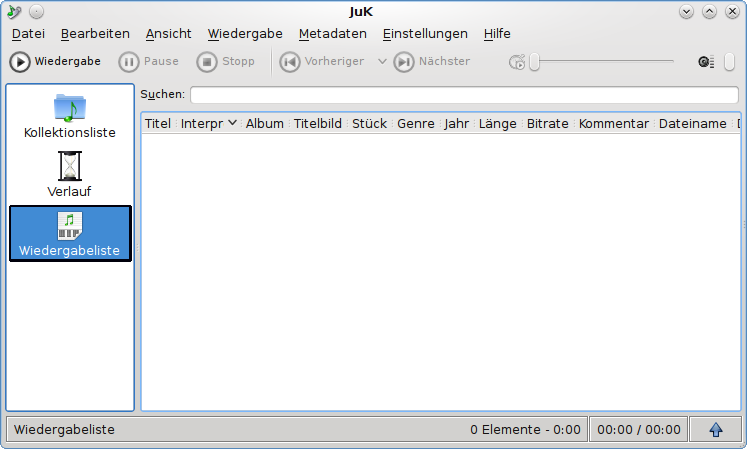 JuK
Datei Bearbeiten Ansicht Wiedergabe Metadaten Einstellungen Hilfe
Wiedergabe Pause Stopp Vorheriger Nächster
Suchen:
Titel Interpr Album Titelbild Stück Genre Jahr Länge Bitrate Kommentar Dateiname
Kollektionsliste
Verlauf
Wiedergabeliste
Wiedergabeliste 0 Elemente - 0:00 00:00 / 00:00